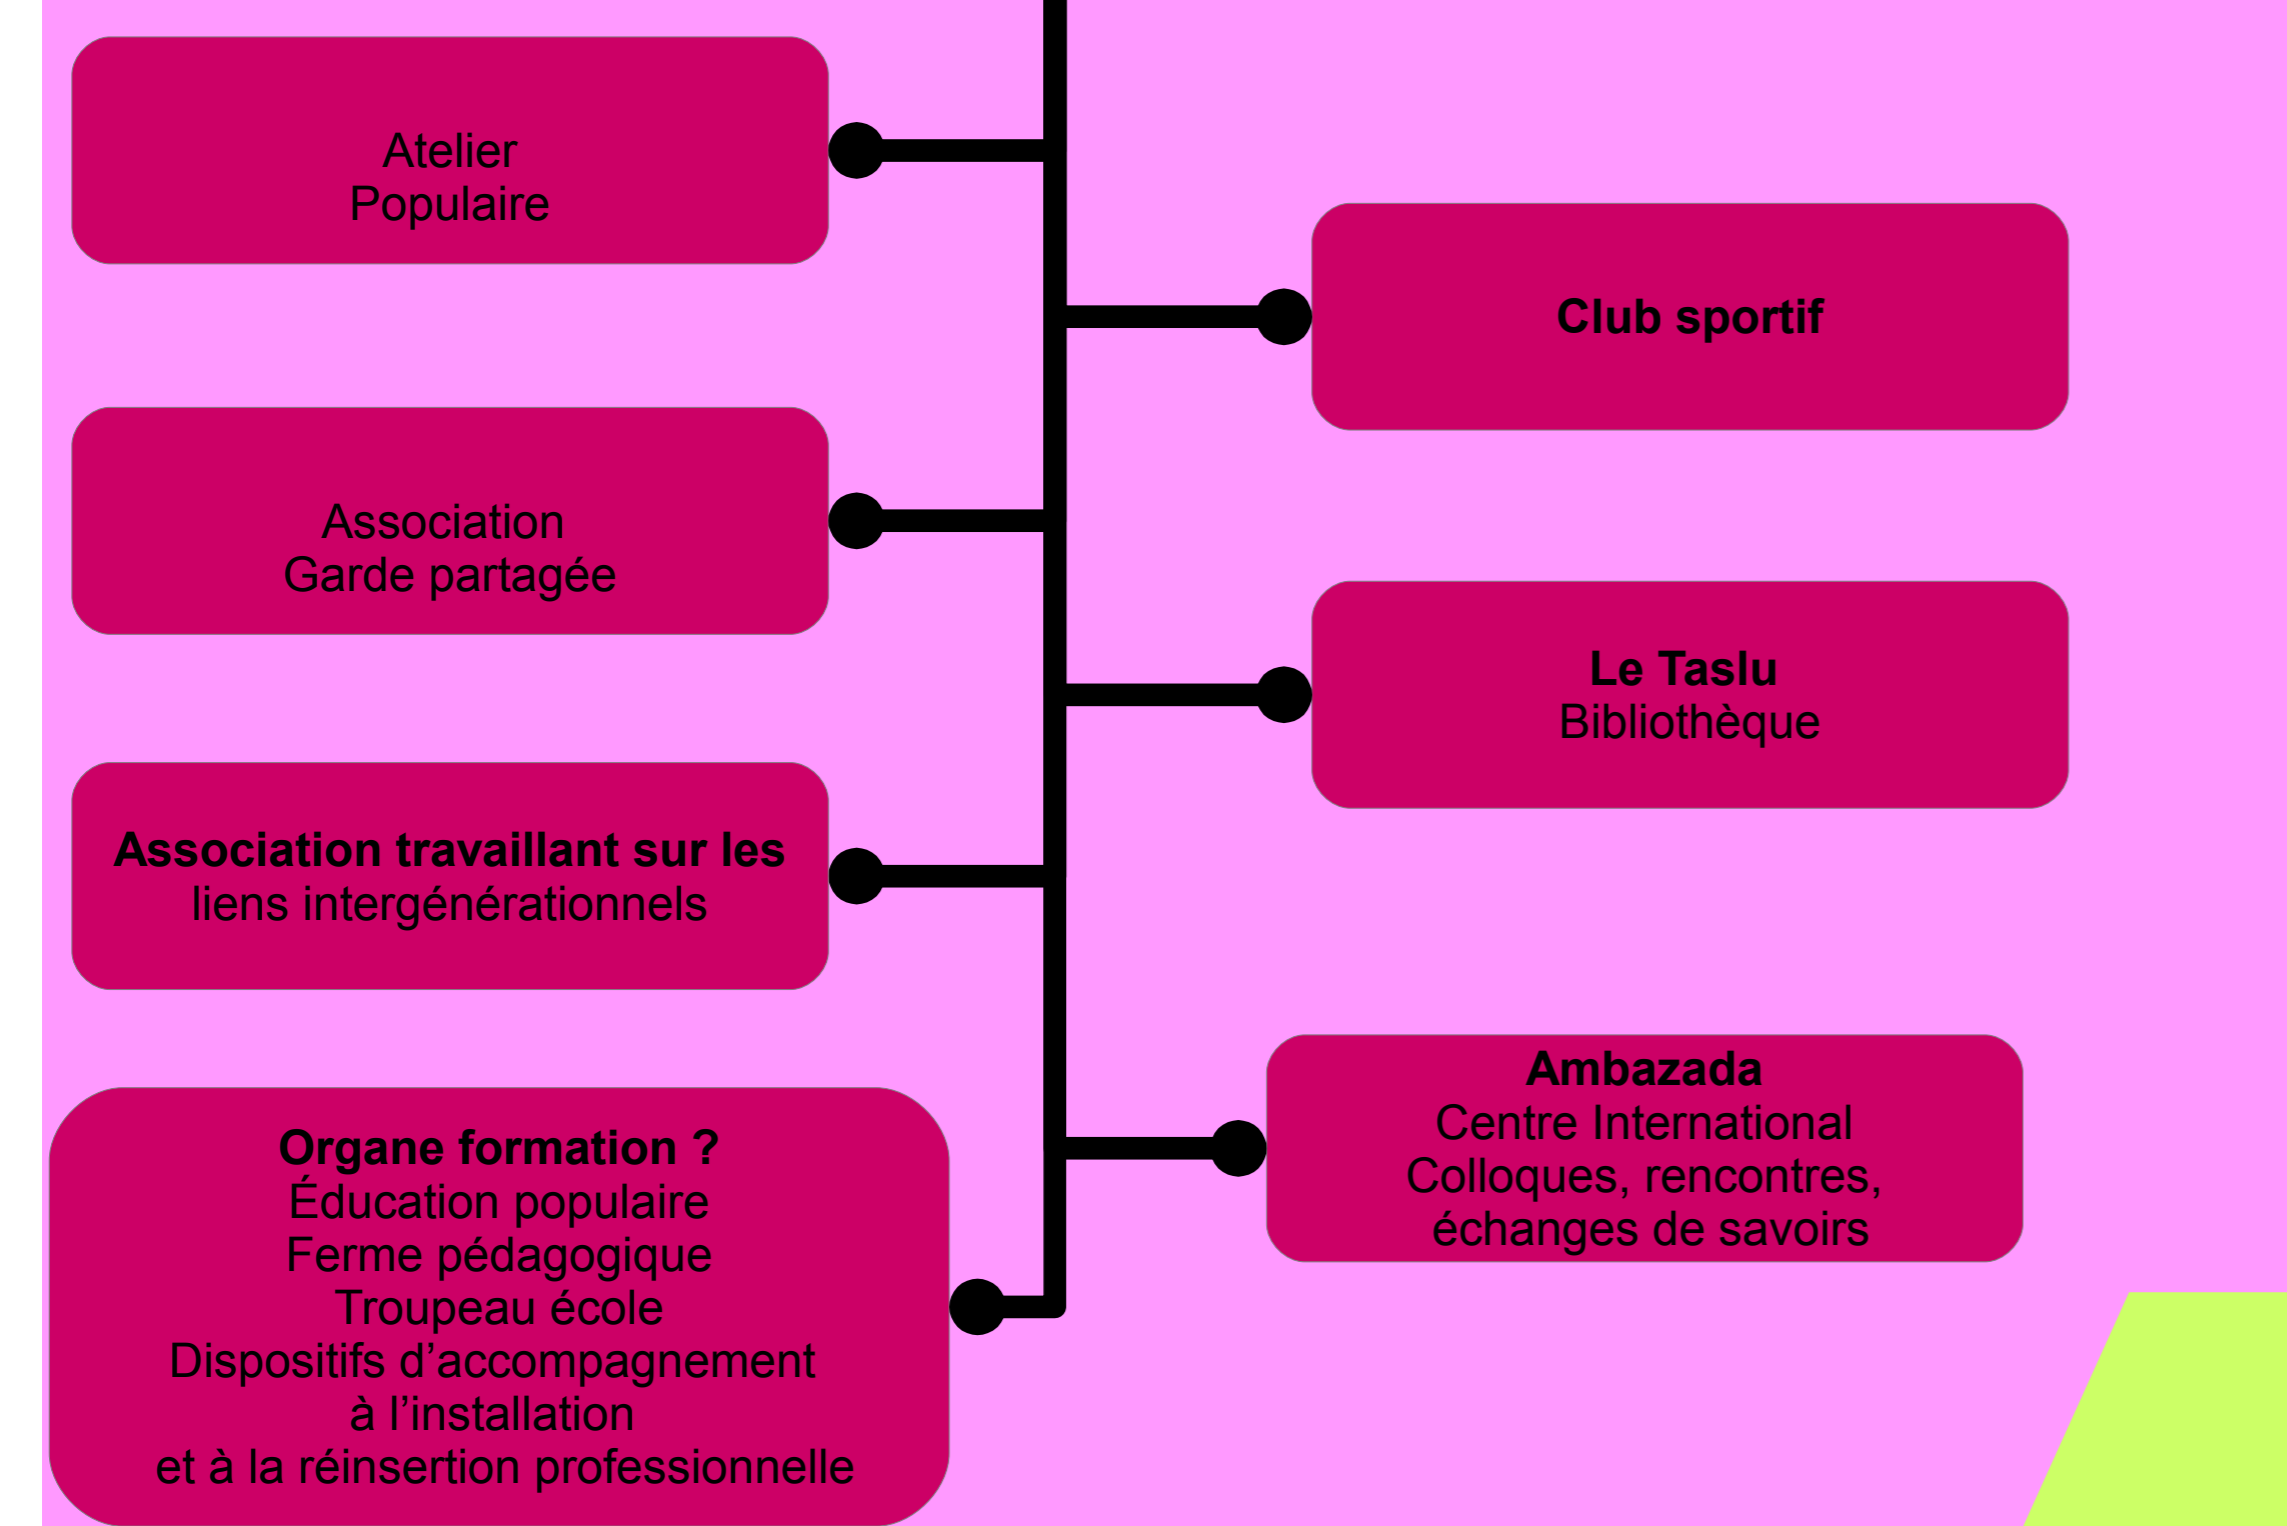 Atelier
Populaire
Club sportif
Association
Garde partagée
Le Taslu
Bibliothèque
Association travaillant sur les
liens intergénérationnels
Ambazada
Centre International
Colloques, rencontres,
échanges de savoirs
Organe formation ?
Éducation populaire
Ferme pédagogique
Troupeau école
Dispositifs d’accompagnement
à l’installation
et à la réinsertion professionnelle